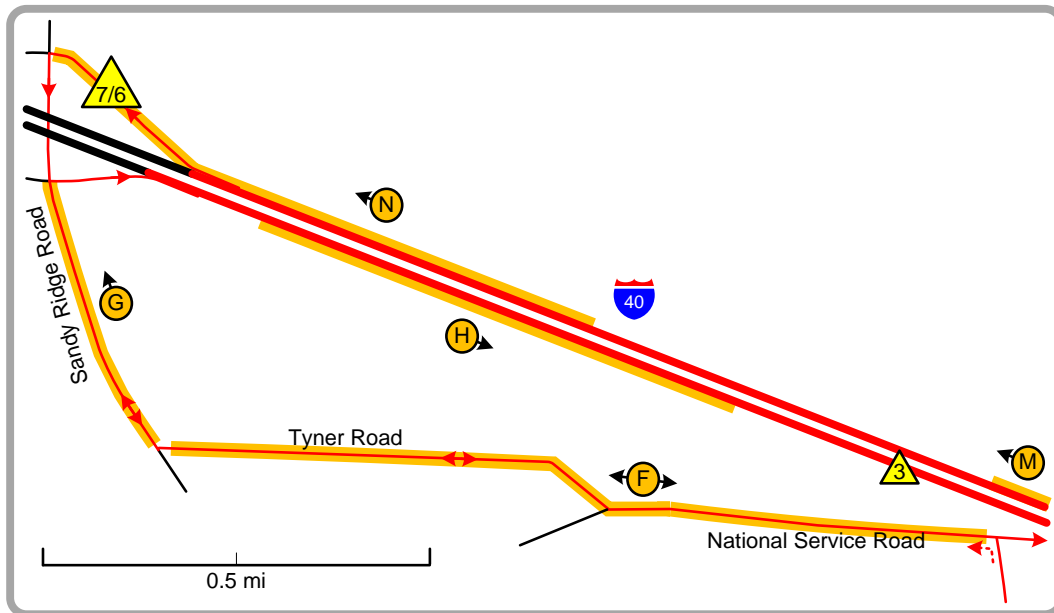 7/6
N
Sandy Ridge Road
G
40
H
Tyner Road
3
M
F
National Service Road
0.5 mi